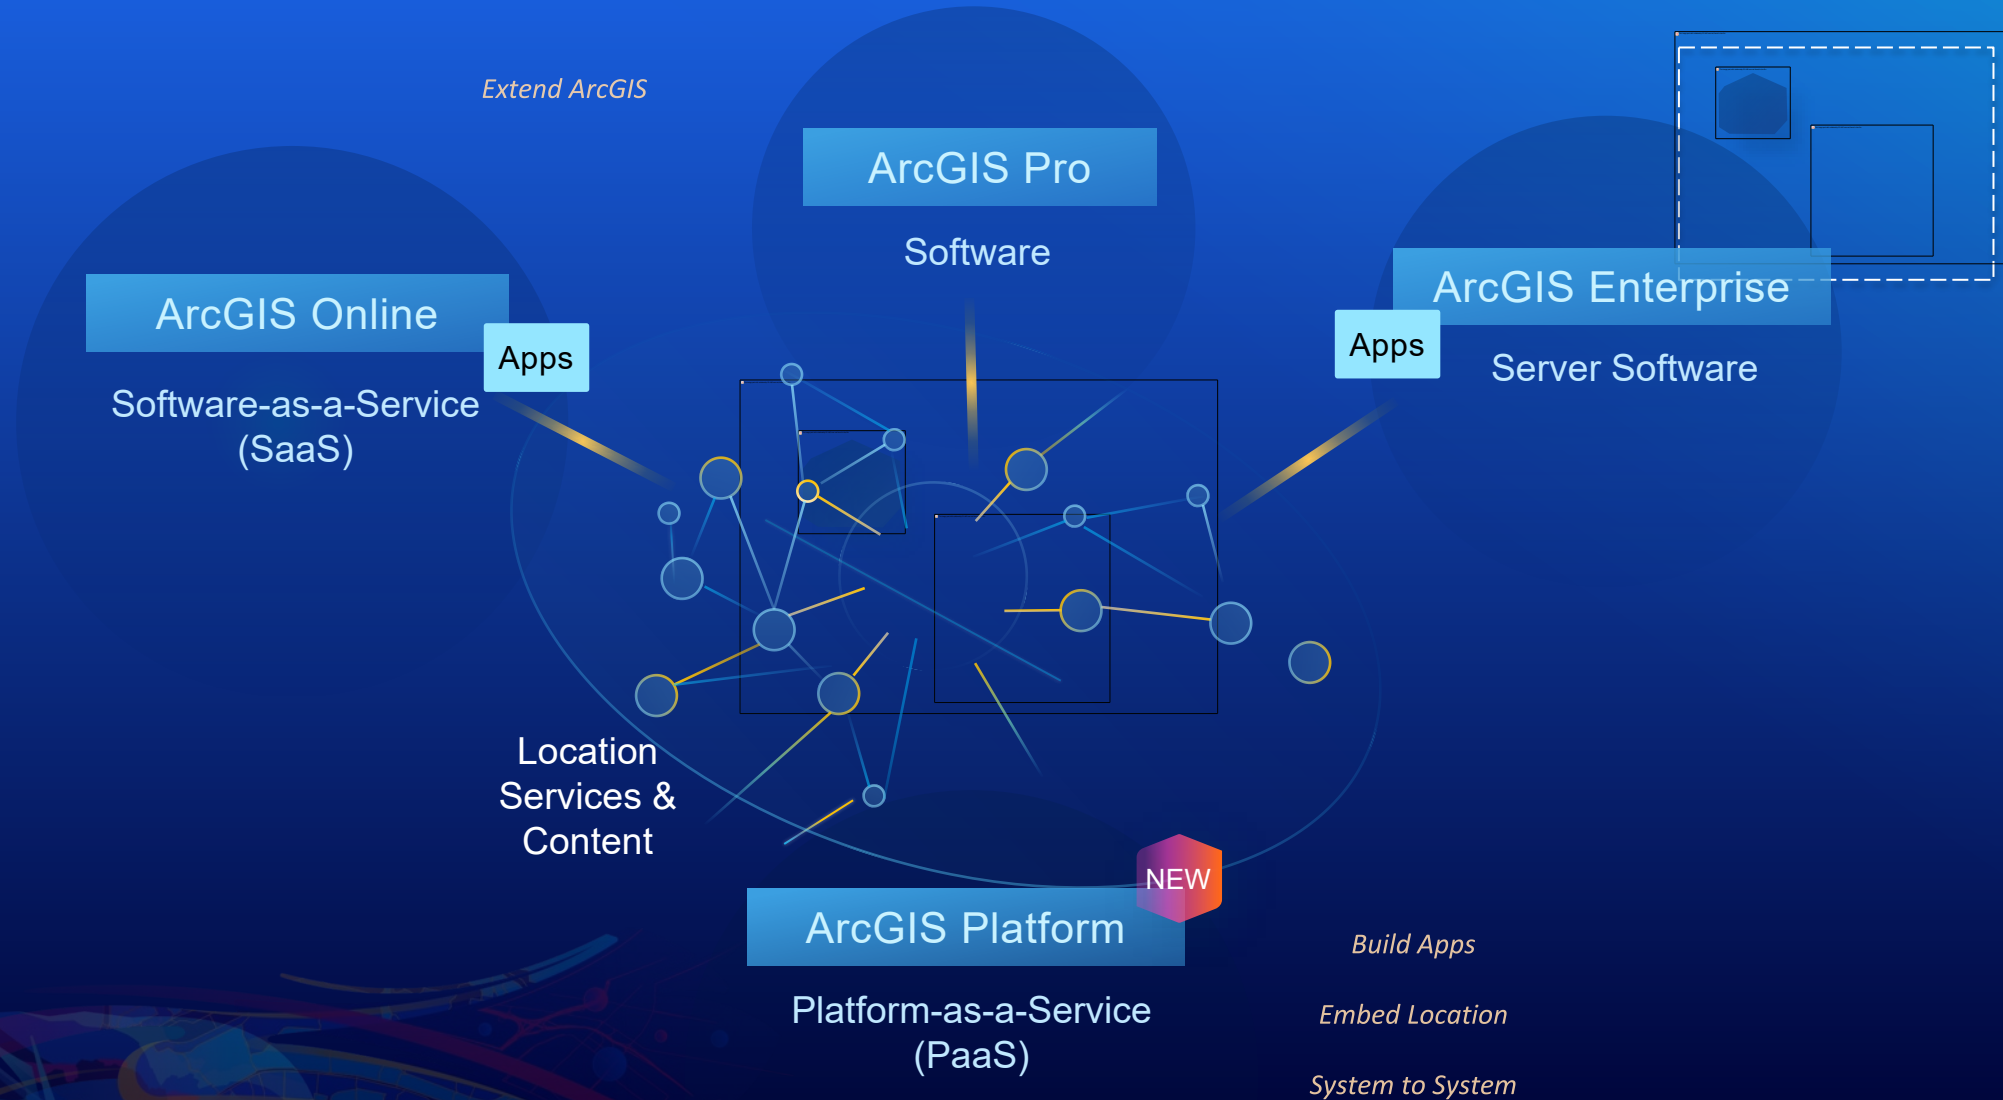 Extend ArcGIS
ArcGIS Pro
Software
ArcGIS Online
Apps
Software-as-a-Service
(SaaS)
ArcGIS Enterprise
Apps
Server Software
Location
Services &
Content
NEW
ArcGIS Platform
Platform-as-a-Service
(PaaS)
Build Apps
Embed Location
System to System